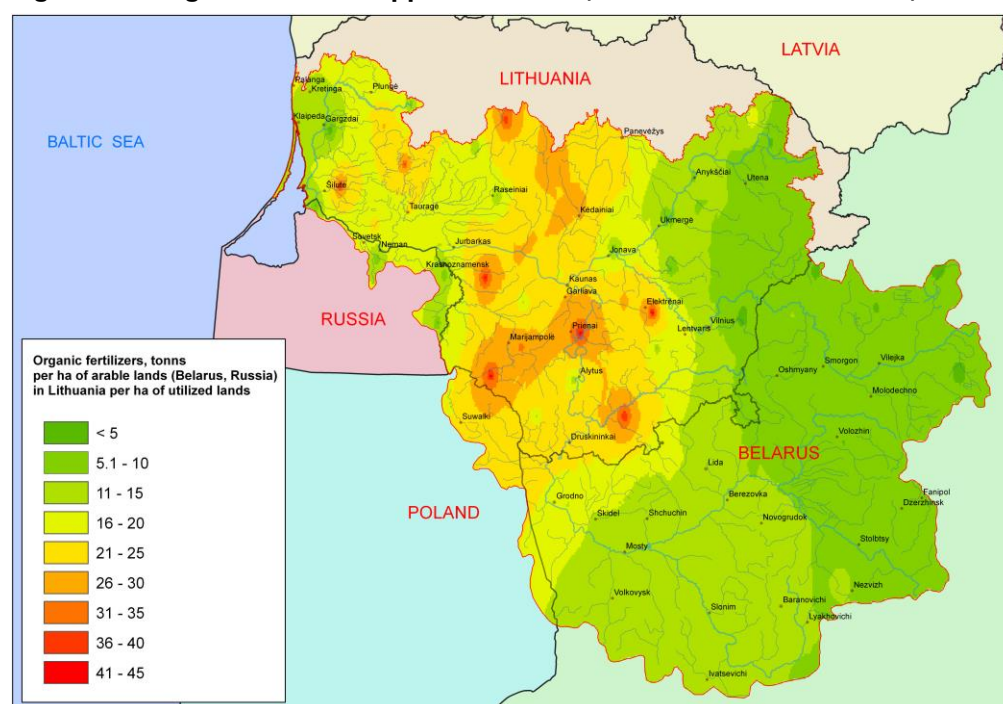 LATVIA
LITHUANIA
BALTIC SEA
Palanga
Kretinga
Plungė
Klaipeda
Gargzdai
Panevėžys
Anykščiai
Utena
Šilutė
Raseiniai
Tauragė
Kėdainiai
Ukmergė
Sovetsk
Neman
Jurbarkas
Jonava
Krasnoznamensk
Kaunas
Garliava
Elektrėnai
RUSSIA
Prienai
Vilnius
Marijampolė
Lentvaris
Smorgon
Vilejka
Oshmyany
Alytus
Molodechno
Suwalki
Druskininkai
Volozhin
BELARUS
Lida
POLAND
Grodno
Berezovka
Fanipol
Dzerzhinsk
Skidel
Shchuchin
Novogrudok
Mosty
Stolbtsy
Nezvizh
Volkovysk
Slonim
Baranovichi
Lyakhovichi
Ivatsevichi
Organic fertilizers, tonns
per ha of arable lands (Belarus, Russia)
in Lithuania per ha of utilized lands
< 5
5.1 - 10
11 - 15
16 - 20
21 - 25
26 - 30
31 - 35
36 - 40
41 - 45